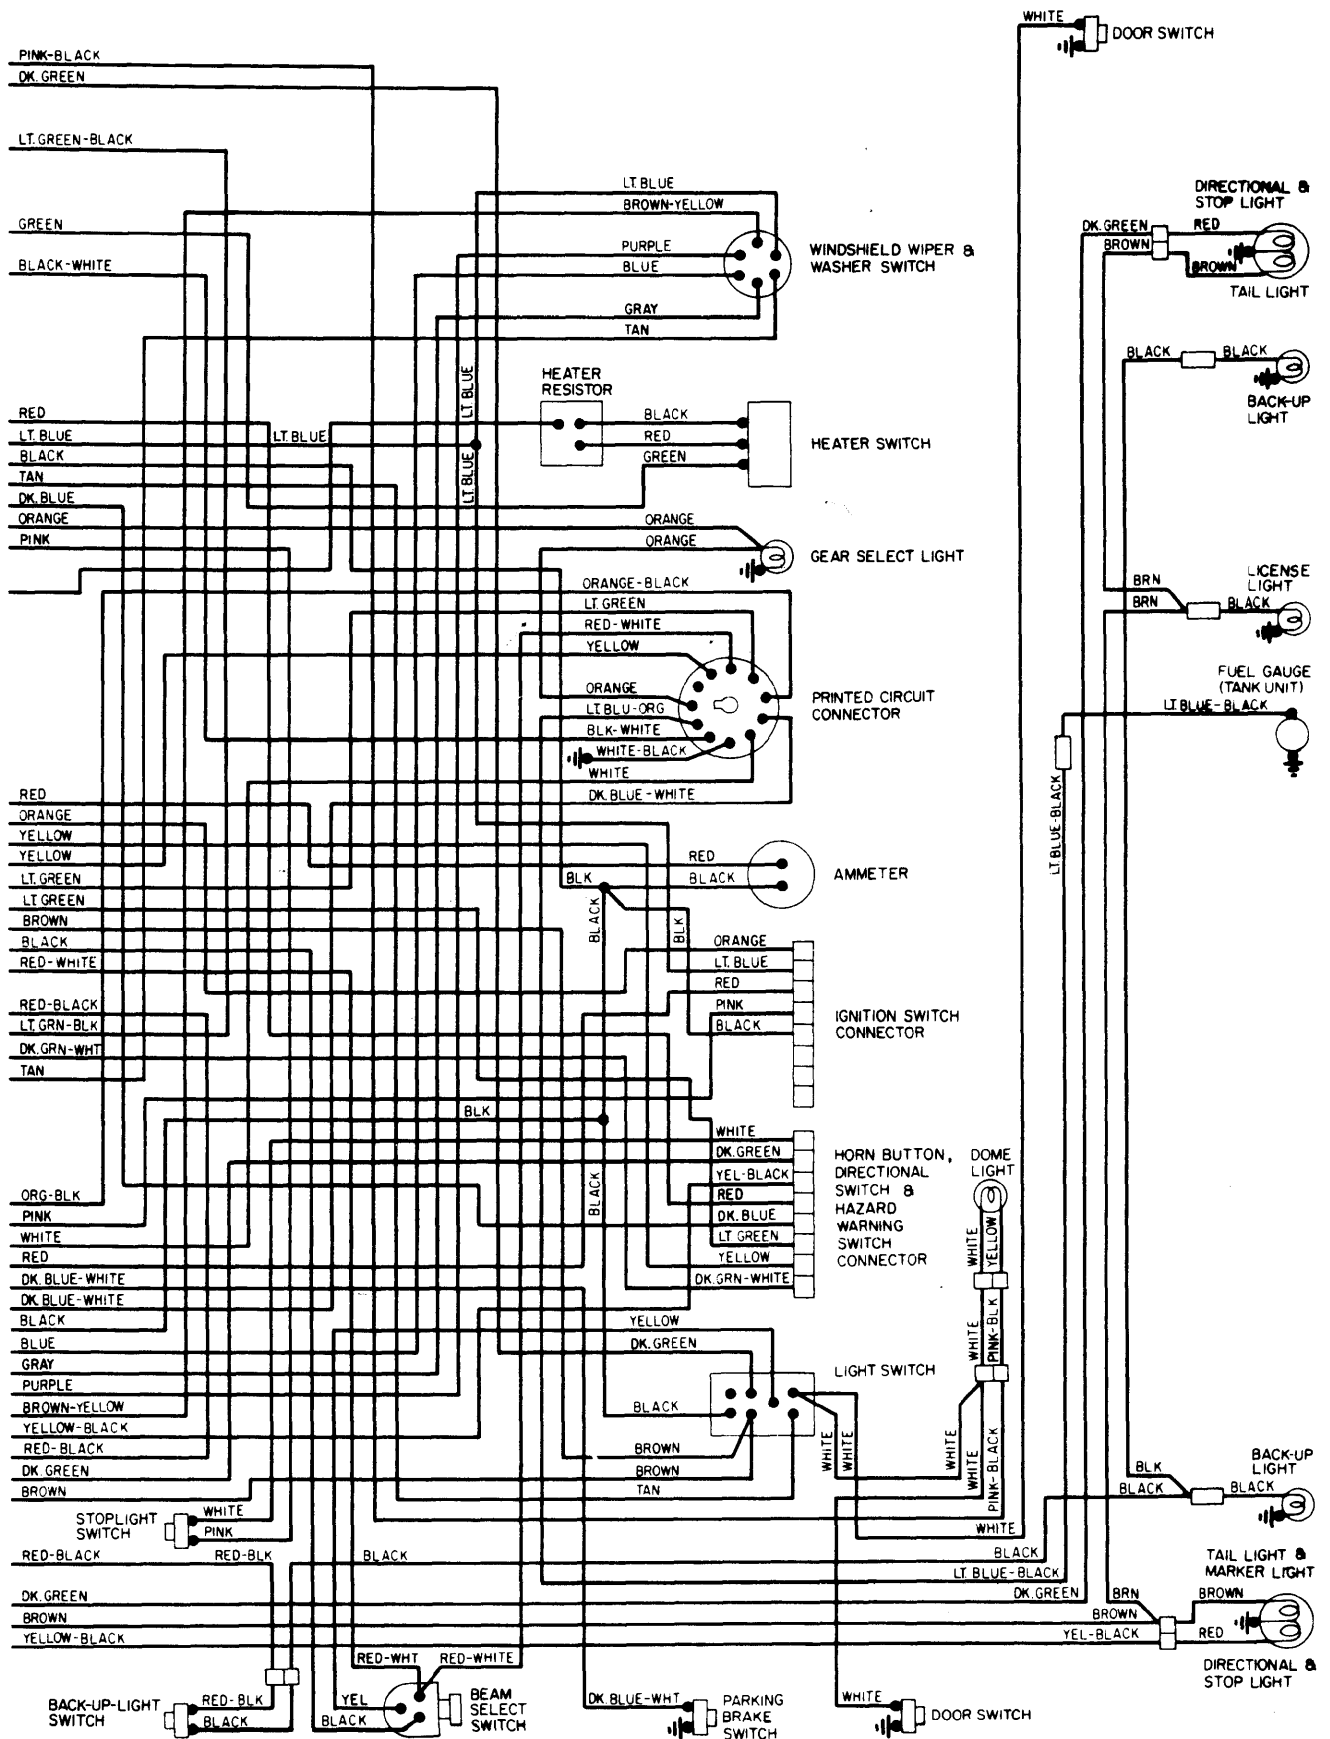 WHITE
DOOR SWITCH
PINK-BLACK
DK. GREEN
LT. GREEN-BLACK
LT. BLUE
BROWN-YELLOW
DIRECTIONAL &
STOP LIGHT
GREEN
PURPLE
WINDSHIELD WIPER &
WASHER SWITCH
DK. GREEN
RED
BROWN
BROWN
BLACK-WHITE
BLUE
TAIL LIGHT
GRAY
TAN
BLACK
BLACK
HEATER
RESISTOR
LT. BLUE
BACK-UP
LIGHT
RED
BLACK
LT. BLUE
LT. BLUE
RED
HEATER SWITCH
BLACK
GREEN
LT. BLUE
TAN
DK. BLUE
ORANGE
ORANGE
PINK
ORANGE
GEAR SELECT LIGHT
ORANGE-BLACK
LICENSE
LIGHT
BRN
BRN
BLACK
LT. GREEN
RED-WHITE
YELLOW
FUEL GAUGE
(TANK UNIT)
LT. BLUE-BLACK
ORANGE
PRINTED CIRCUIT
CONNECTOR
LT. BLU-ORG
BLK-WHITE
WHITE-BLACK
WHITE
DK. BLUE-WHITE
LT. BLUE-BLACK
RED
ORANGE
YELLOW
YELLOW
RED
LT. GREEN
BLK
BLACK
AMMETER
LT GREEN
BROWN
BLACK
BLK
BLACK
ORANGE
RED-WHITE
LT. BLUE
RED
RED-BLACK
PINK
IGNITION SWITCH
CONNECTOR
LT. GRN-BLK
BLACK
DK. GRN-WHT
TAN
BLK
WHITE
DK. GREEN
HORN BUTTON,
DIRECTIONAL
SWITCH &
HAZARD
WARNING
SWITCH
CONNECTOR
DOME
LIGHT
YEL-BLACK
ORG-BLK
RED
BLACK
PINK
DK. BLUE
WHITE
LT GREEN
WHITE
YELLOW
RED
YELLOW
DK. BLUE-WHITE
DK. GRN-WHITE
DK. BLUE-WHITE
BLACK
YELLOW
WHITE
PINK-BLK
BLUE
DK. GREEN
GRAY
LIGHT SWITCH
PURPLE
BROWN-YELLOW
BLACK
YELLOW-BLACK
RED-BLACK
BROWN
WHITE
WHITE
WHITE
WHITE
PINK-BLACK
BACK-UP
LIGHT
DK. GREEN
BROWN
BLK
BROWN
TAN
BLACK
BLACK
STOPLIGHT
SWITCH
WHITE
PINK
WHITE
RED-BLACK
RED-BLK
BLACK
BLACK
TAIL LIGHT &
MARKER LIGHT
LT BLUE-BLACK
DK. GREEN
DK. GREEN
BRN
BROWN
BROWN
BROWN
YELLOW-BLACK
YEL-BLACK
RED
RED-WHT
RED-WHITE
DIRECTIONAL &
STOP LIGHT
BACK-UP-LIGHT
SWITCH
RED-BLK
BLACK
YEL
BLACK
BEAM
SELECT
SWITCH
DK. BLUE-WHT
PARKING
BRAKE
SWITCH
WHITE
DOOR SWITCH